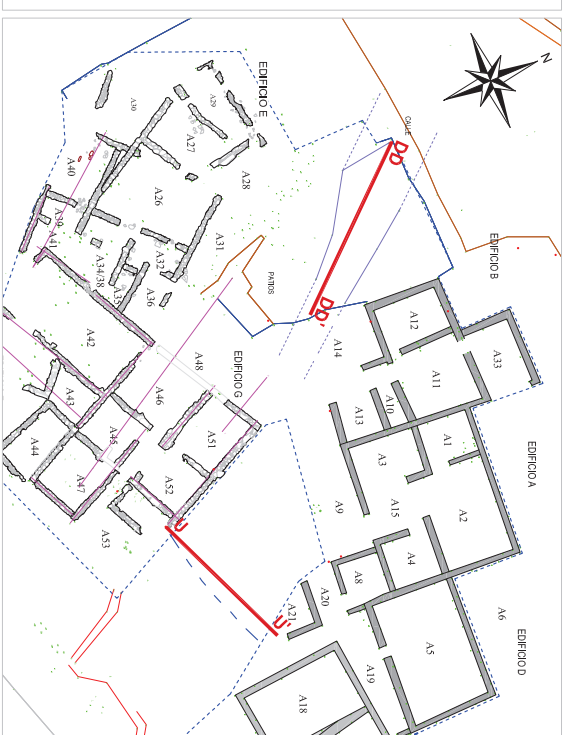 N
EDIFICIO E
A30
A29
CALLE
A27
DD
A40
A28
A26
A39
A41
A31
EDIFICIO B
A32
A34/38
A35
A36
PATIOS
DD'
A12
A14
A33
A42
A48
EDIFICIO G
A11
A43
A46
A10
A13
A51
A45
A1
A44
A3
EDIFICIO A
A47
A52
A9
A15
A2
U
A53
A4
A8
A20
A21
U'
A6
EDIFICIO D
A5
A19
A18